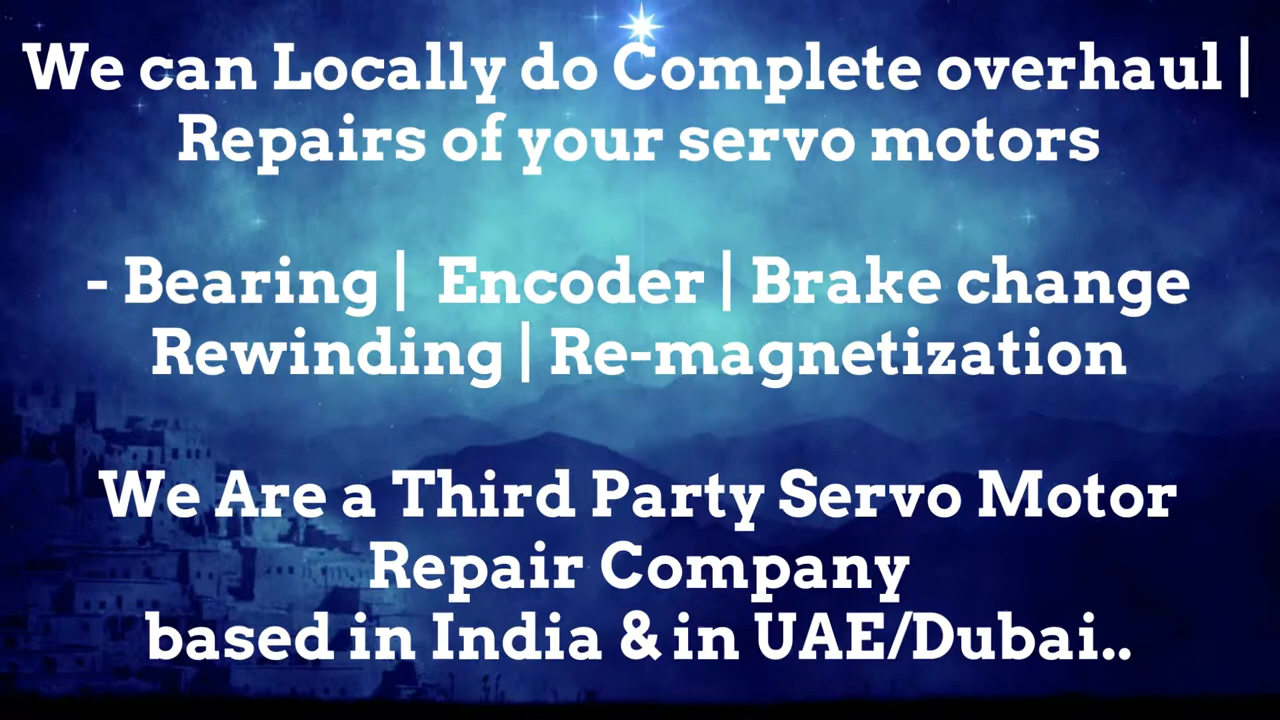 We can Locally do Complete overhaul |
Repairs of your servo motors
- Bearing | Encoder | Brake change
Rewinding | Re-magnetization
We Are a Third Party Servo Motor
Repair Company
based in India & in UAE/Dubai..